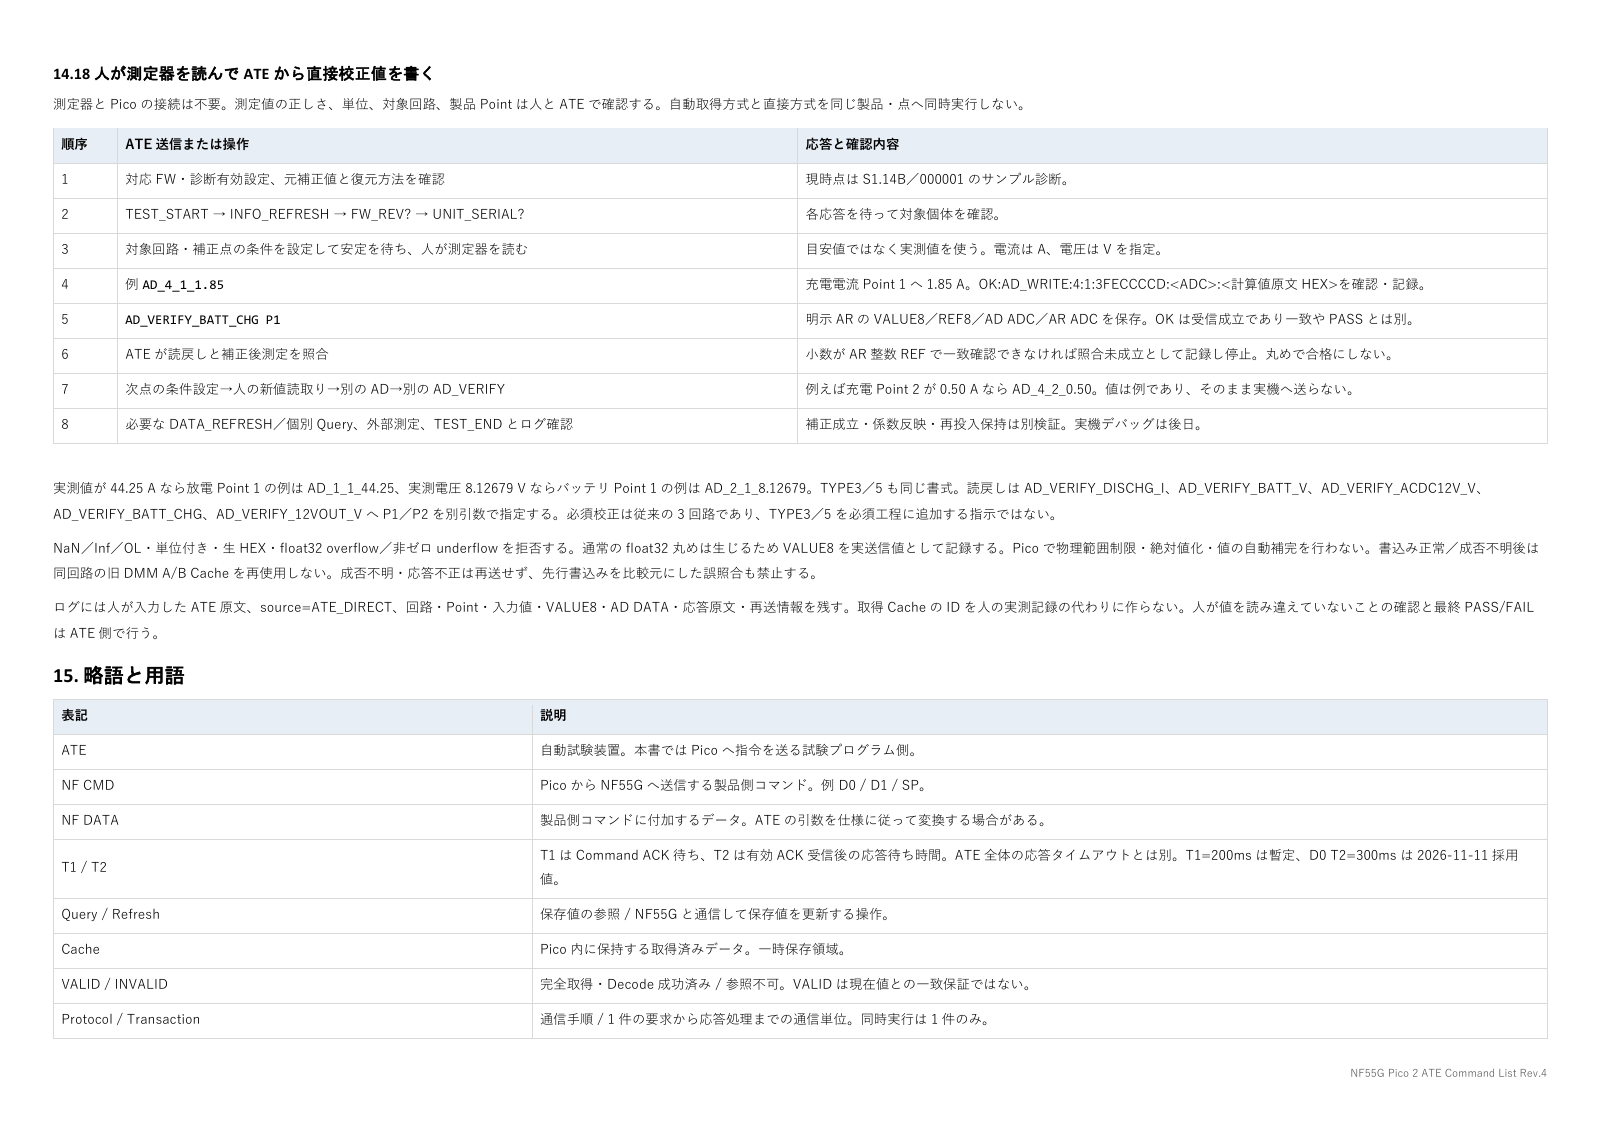 14.18 人が測定器を読んで ATE から直接校正値を書く
測定器と Pico の接続は不要。測定値の正しさ、単位、対象回路、製品 Point は人と ATE で確認する。自動取得方式と直接方式を同じ製品・点へ同時実行しない。
順序 ATE 送信または操作 応答と確認内容
1 対応 FW・診断有効設定、元補正値と復元方法を確認 現時点は S1.14B／000001 のサンプル診断。
2 TEST_START → INFO_REFRESH → FW_REV? → UNIT_SERIAL? 各応答を待って対象個体を確認。
3 対象回路・補正点の条件を設定して安定を待ち、人が測定器を読む 目安値ではなく実測値を使う。電流は A、電圧は V を指定。
4 例 AD_4_1_1.85 充電電流 Point 1 へ 1.85 A。OK:AD_WRITE:4:1:3FECCCCD:<ADC>:<計算値原文 HEX>を確認・記録。
5 AD_VERIFY_BATT_CHG P1 明示 AR の VALUE8／REF8／AD ADC／AR ADC を保存。OK は受信成立であり一致や PASS とは別。
6 ATE が読戻しと補正後測定を照合 小数が AR 整数 REF で一致確認できなければ照合未成立として記録し停止。丸めで合格にしない。
7 次点の条件設定→人の新値読取り→別の AD→別の AD_VERIFY 例えば充電 Point 2 が 0.50 A なら AD_4_2_0.50。値は例であり、そのまま実機へ送らない。
8 必要な DATA_REFRESH／個別 Query、外部測定、TEST_END とログ確認 補正成立・係数反映・再投入保持は別検証。実機デバッグは後日。
実測値が 44.25 A なら放電 Point 1 の例は AD_1_1_44.25、実測電圧 8.12679 V ならバッテリ Point 1 の例は AD_2_1_8.12679。TYPE3／5 も同じ書式。読戻しは AD_VERIFY_DISCHG_I、AD_VERIFY_BATT_V、AD_VERIFY_ACDC12V_V、
AD_VERIFY_BATT_CHG、AD_VERIFY_12VOUT_V へ P1／P2 を別引数で指定する。必須校正は従来の 3 回路であり、TYPE3／5 を必須工程に追加する指示ではない。
NaN／Inf／OL・単位付き・生 HEX・float32 overflow／非ゼロ underflow を拒否する。通常の float32 丸めは生じるため VALUE8 を実送信値として記録する。Pico で物理範囲制限・絶対値化・値の自動補完を行わない。書込み正常／成否不明後は
同回路の旧 DMM A/B Cache を再使用しない。成否不明・応答不正は再送せず、先行書込みを比較元にした誤照合も禁止する。
ログには人が入力した ATE 原文、source=ATE_DIRECT、回路・Point・入力値・VALUE8・AD DATA・応答原文・再送情報を残す。取得 Cache の ID を人の実測記録の代わりに作らない。人が値を読み違えていないことの確認と最終 PASS/FAIL
は ATE 側で行う。
15. 略語と用語
表記 説明
ATE 自動試験装置。本書では Pico へ指令を送る試験プログラム側。
NF CMD Pico から NF55G へ送信する製品側コマンド。例 D0 / D1 / SP。
NF DATA 製品側コマンドに付加するデータ。ATE の引数を仕様に従って変換する場合がある。
T1 / T2 T1 は Command ACK 待ち、T2 は有効 ACK 受信後の応答待ち時間。ATE 全体の応答タイムアウトとは別。T1=200ms は暫定、D0 T2=300ms は 2026-11-11 採用
値。
Query / Refresh 保存値の参照 / NF55G と通信して保存値を更新する操作。
Cache Pico 内に保持する取得済みデータ。一時保存領域。
VALID / INVALID 完全取得・Decode 成功済み / 参照不可。VALID は現在値との一致保証ではない。
Protocol / Transaction 通信手順 / 1 件の要求から応答処理までの通信単位。同時実行は 1 件のみ。
NF55G Pico 2 ATE Command List Rev.4